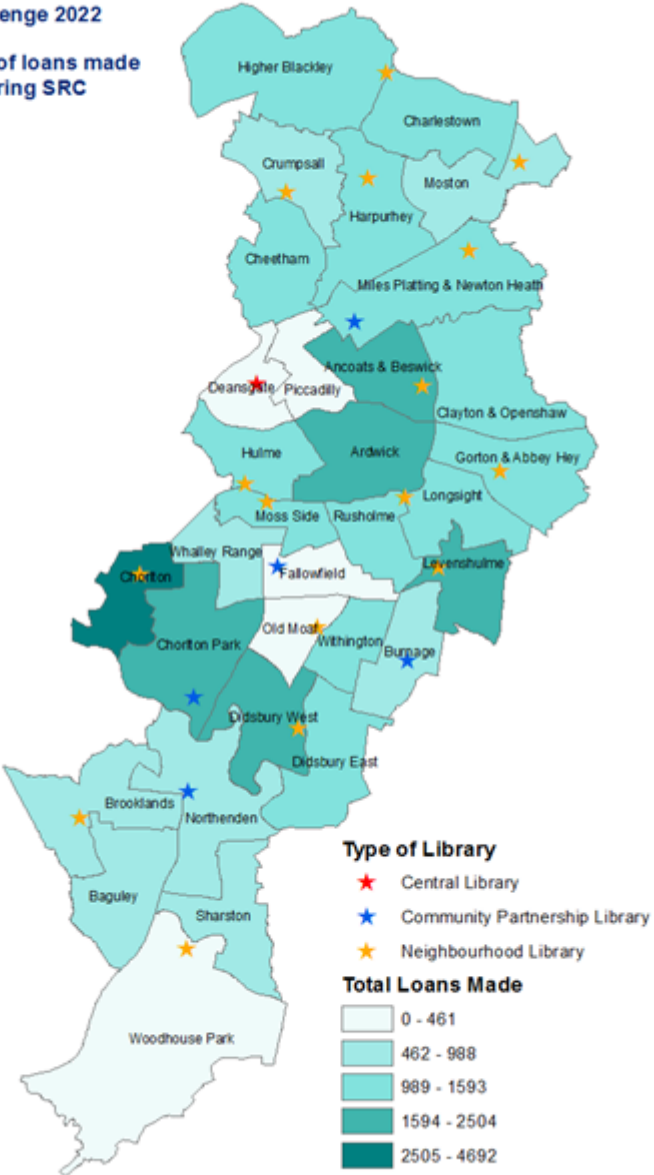 enge 2022
of loans made
ring SRC
Higher Blackley
Charlestown
Crumpsall
Moston
Harpurhey
Cheetham
Miles Platting & Newton Heath
Ancoats & Beswick
Deansgate
Piccadilly
Clayton & Openshaw
Hulme
Ardwick
Gorton & Abbey Hey
Longsight
Moss Side
Rusholme
Whalley Range
Levenshulme
Chorlton
Fallowfield
Old Moat
Withington
Chorlton Park
Burnage
Didsbury West
Didsbury East
Brooklands
Northenden
Baguley
Sharston
Woodhouse Park
Type of Library
Central Library
Community Partnership Library
Neighbourhood Library
Total Loans Made
0 - 461
462 - 988
989 - 1593
1594 - 2504
2505 - 4692